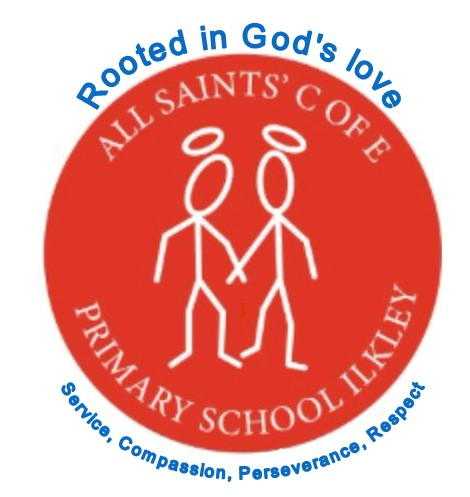 Rooted in God's love
ALL SAINTS' C OF E
PRIMARY SCHOOL ILKLEY
Service, Compassion, Perseverance, Respect